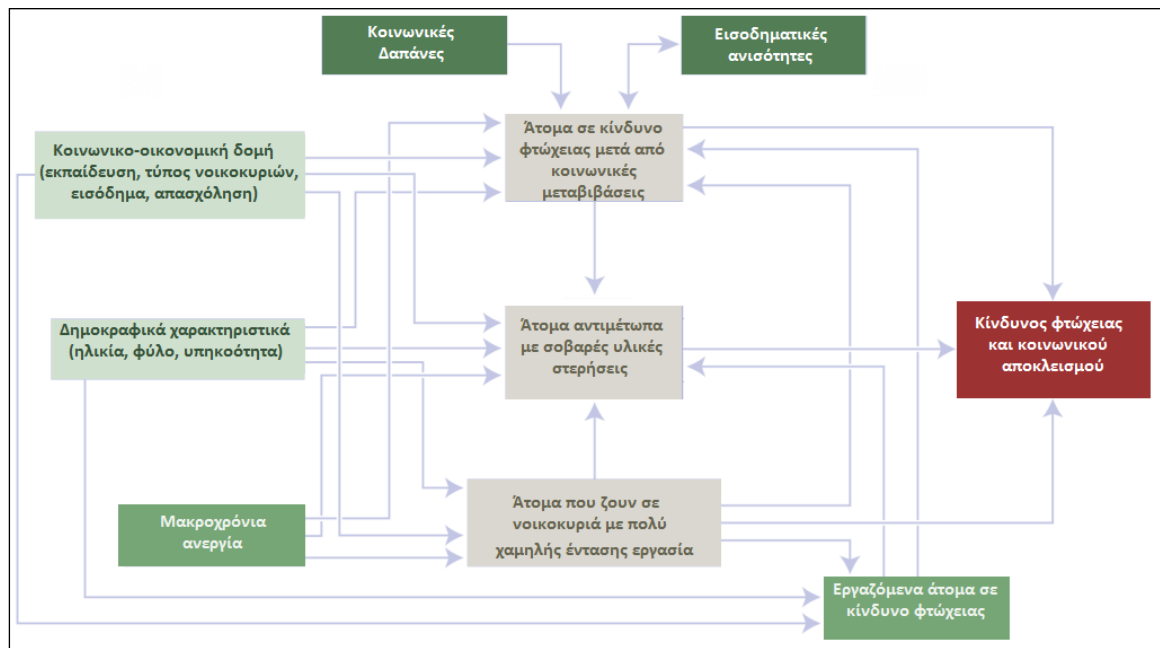 Κοινωνικές
Δαπάνες
Εισοδηματικές
ανισότητες
Άτομα σε κίνδυνο
φτώχειας μετά από
κοινωνικές
μεταβιβάσεις
Κοινωνικο-οικονομική δομή
(εκπαίδευση, τύπος νοικοκυριών,
εισόδημα, απασχόληση)
Δημοκραφικά χαρακτηριστικά
(ηλικία, φύλο, υπηκοότητα)
Άτομα αντιμέτωπα
με σοβαρές υλικές
στερήσεις
Κίνδυνος φτώχειας
και κοινωνικού
αποκλεισμού
Μακροχρόνια
ανεργία
Άτομα που ζουν σε
νοικοκυριά με πολύ
χαμηλής έντασης εργασία
Εργαζόμενα άτομα σε
κίνδυνο φτώχειας